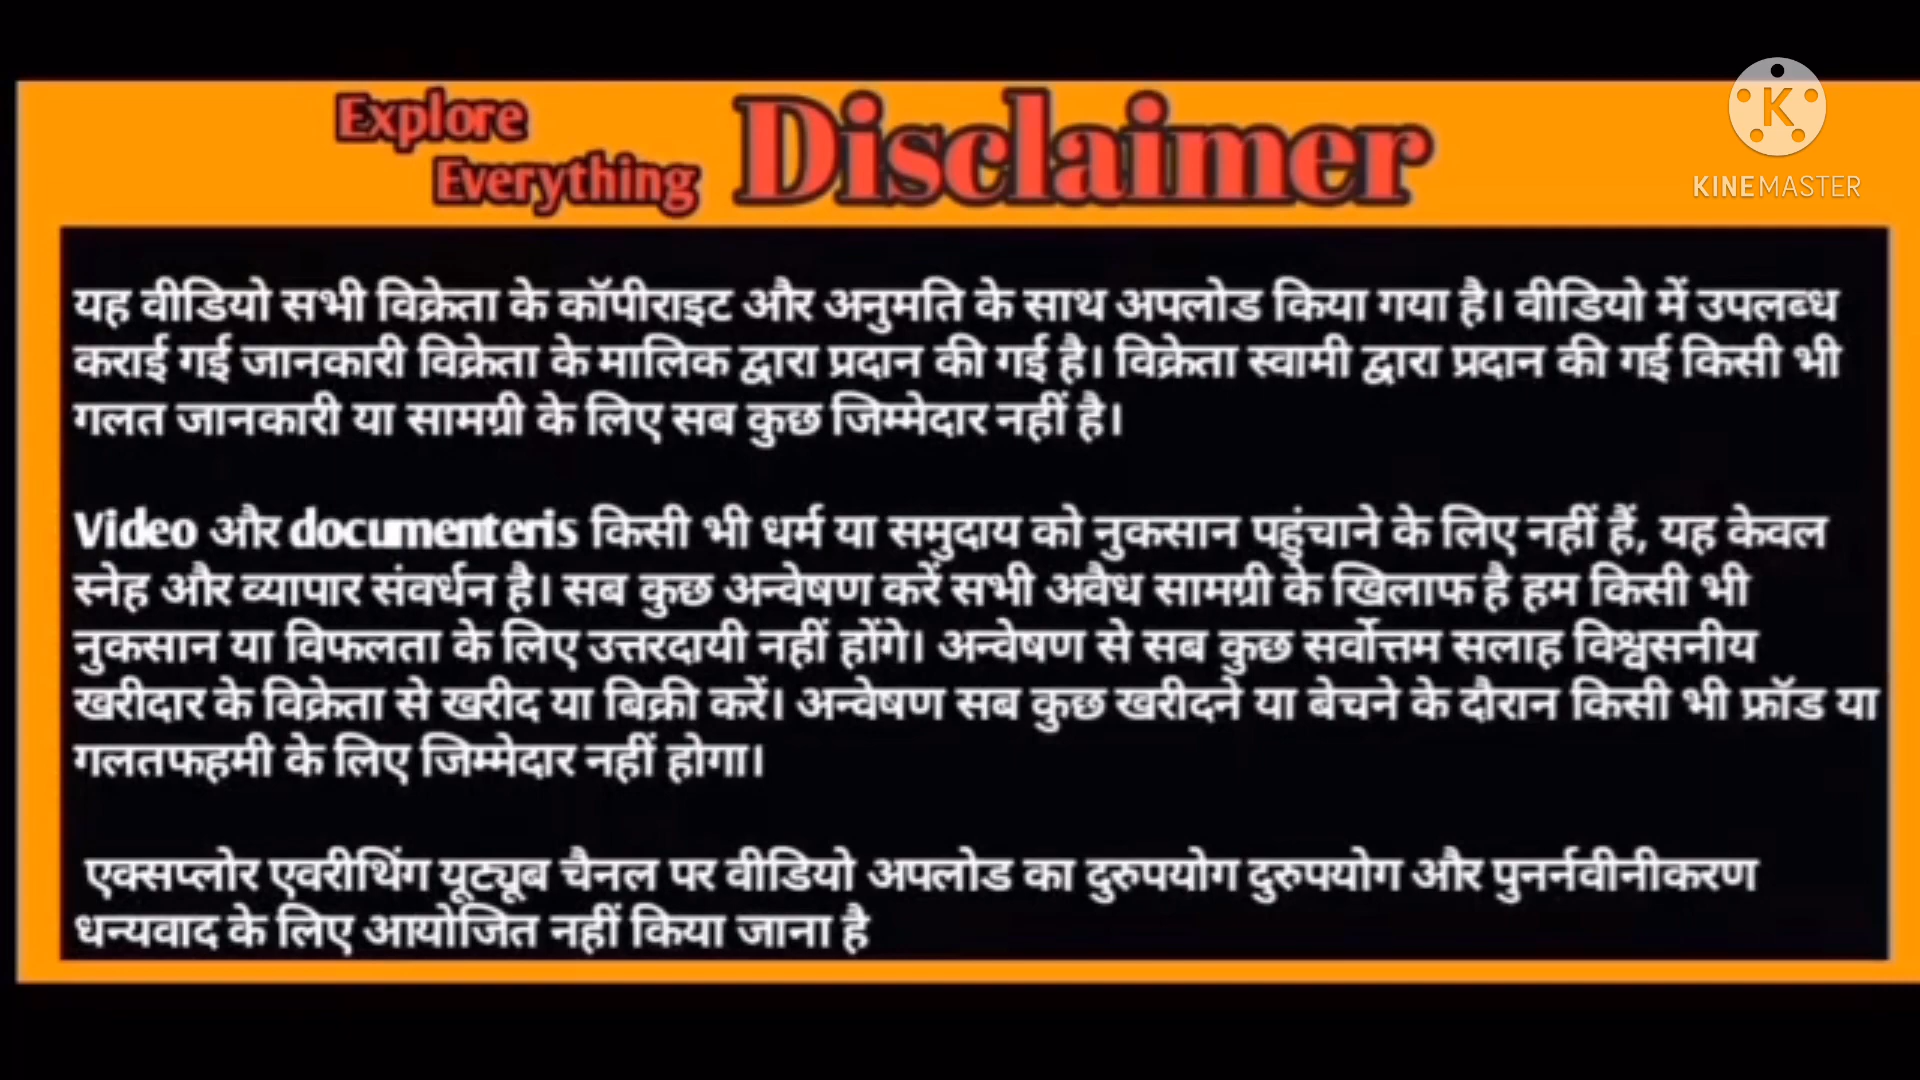 Explore
Everything
Disclaimer
KINEMASTER
यह वीडियो सभी विक्रेता के कॉपीराइट और अनुमति के साथ अपलोड किया गया है। वीडियो में उपलब्ध
कराई गई जानकारी विक्रेता के मालिक द्वारा प्रदान की गई है। विक्रेता स्वामी द्वारा प्रदान की गई किसी भी
गलत जानकारी या सामग्री के लिए सब कुछ जिम्मेदार नहीं है।
Video और documenteris किसी भी धर्म या समुदाय को नुकसान पहुंचाने के लिए नहीं हैं, यह केवल
स्नेह और व्यापार संवर्धन है। सब कुछ अन्वेषण करें सभी अवैध सामग्री के खिलाफ है हम किसी भी
नुकसान या विफलता के लिए उत्तरदायी नहीं होंगे। अन्वेषण से सब कुछ सर्वोत्तम सलाह विश्वसनीय
खरीदार के विक्रेता से खरीद या बिक्री करें। अन्वेषण सब कुछ खरीदने या बेचने के दौरान किसी भी फ्रॉड या
गलतफहमी के लिए जिम्मेदार नहीं होगा।
एक्सप्लोर एवरीथिंग यूट्यूब चैनल पर वीडियो अपलोड का दुरुपयोग दुरुपयोग और पुनर्नवीनीकरण
धन्यवाद के लिए आयोजित नहीं किया जाना है